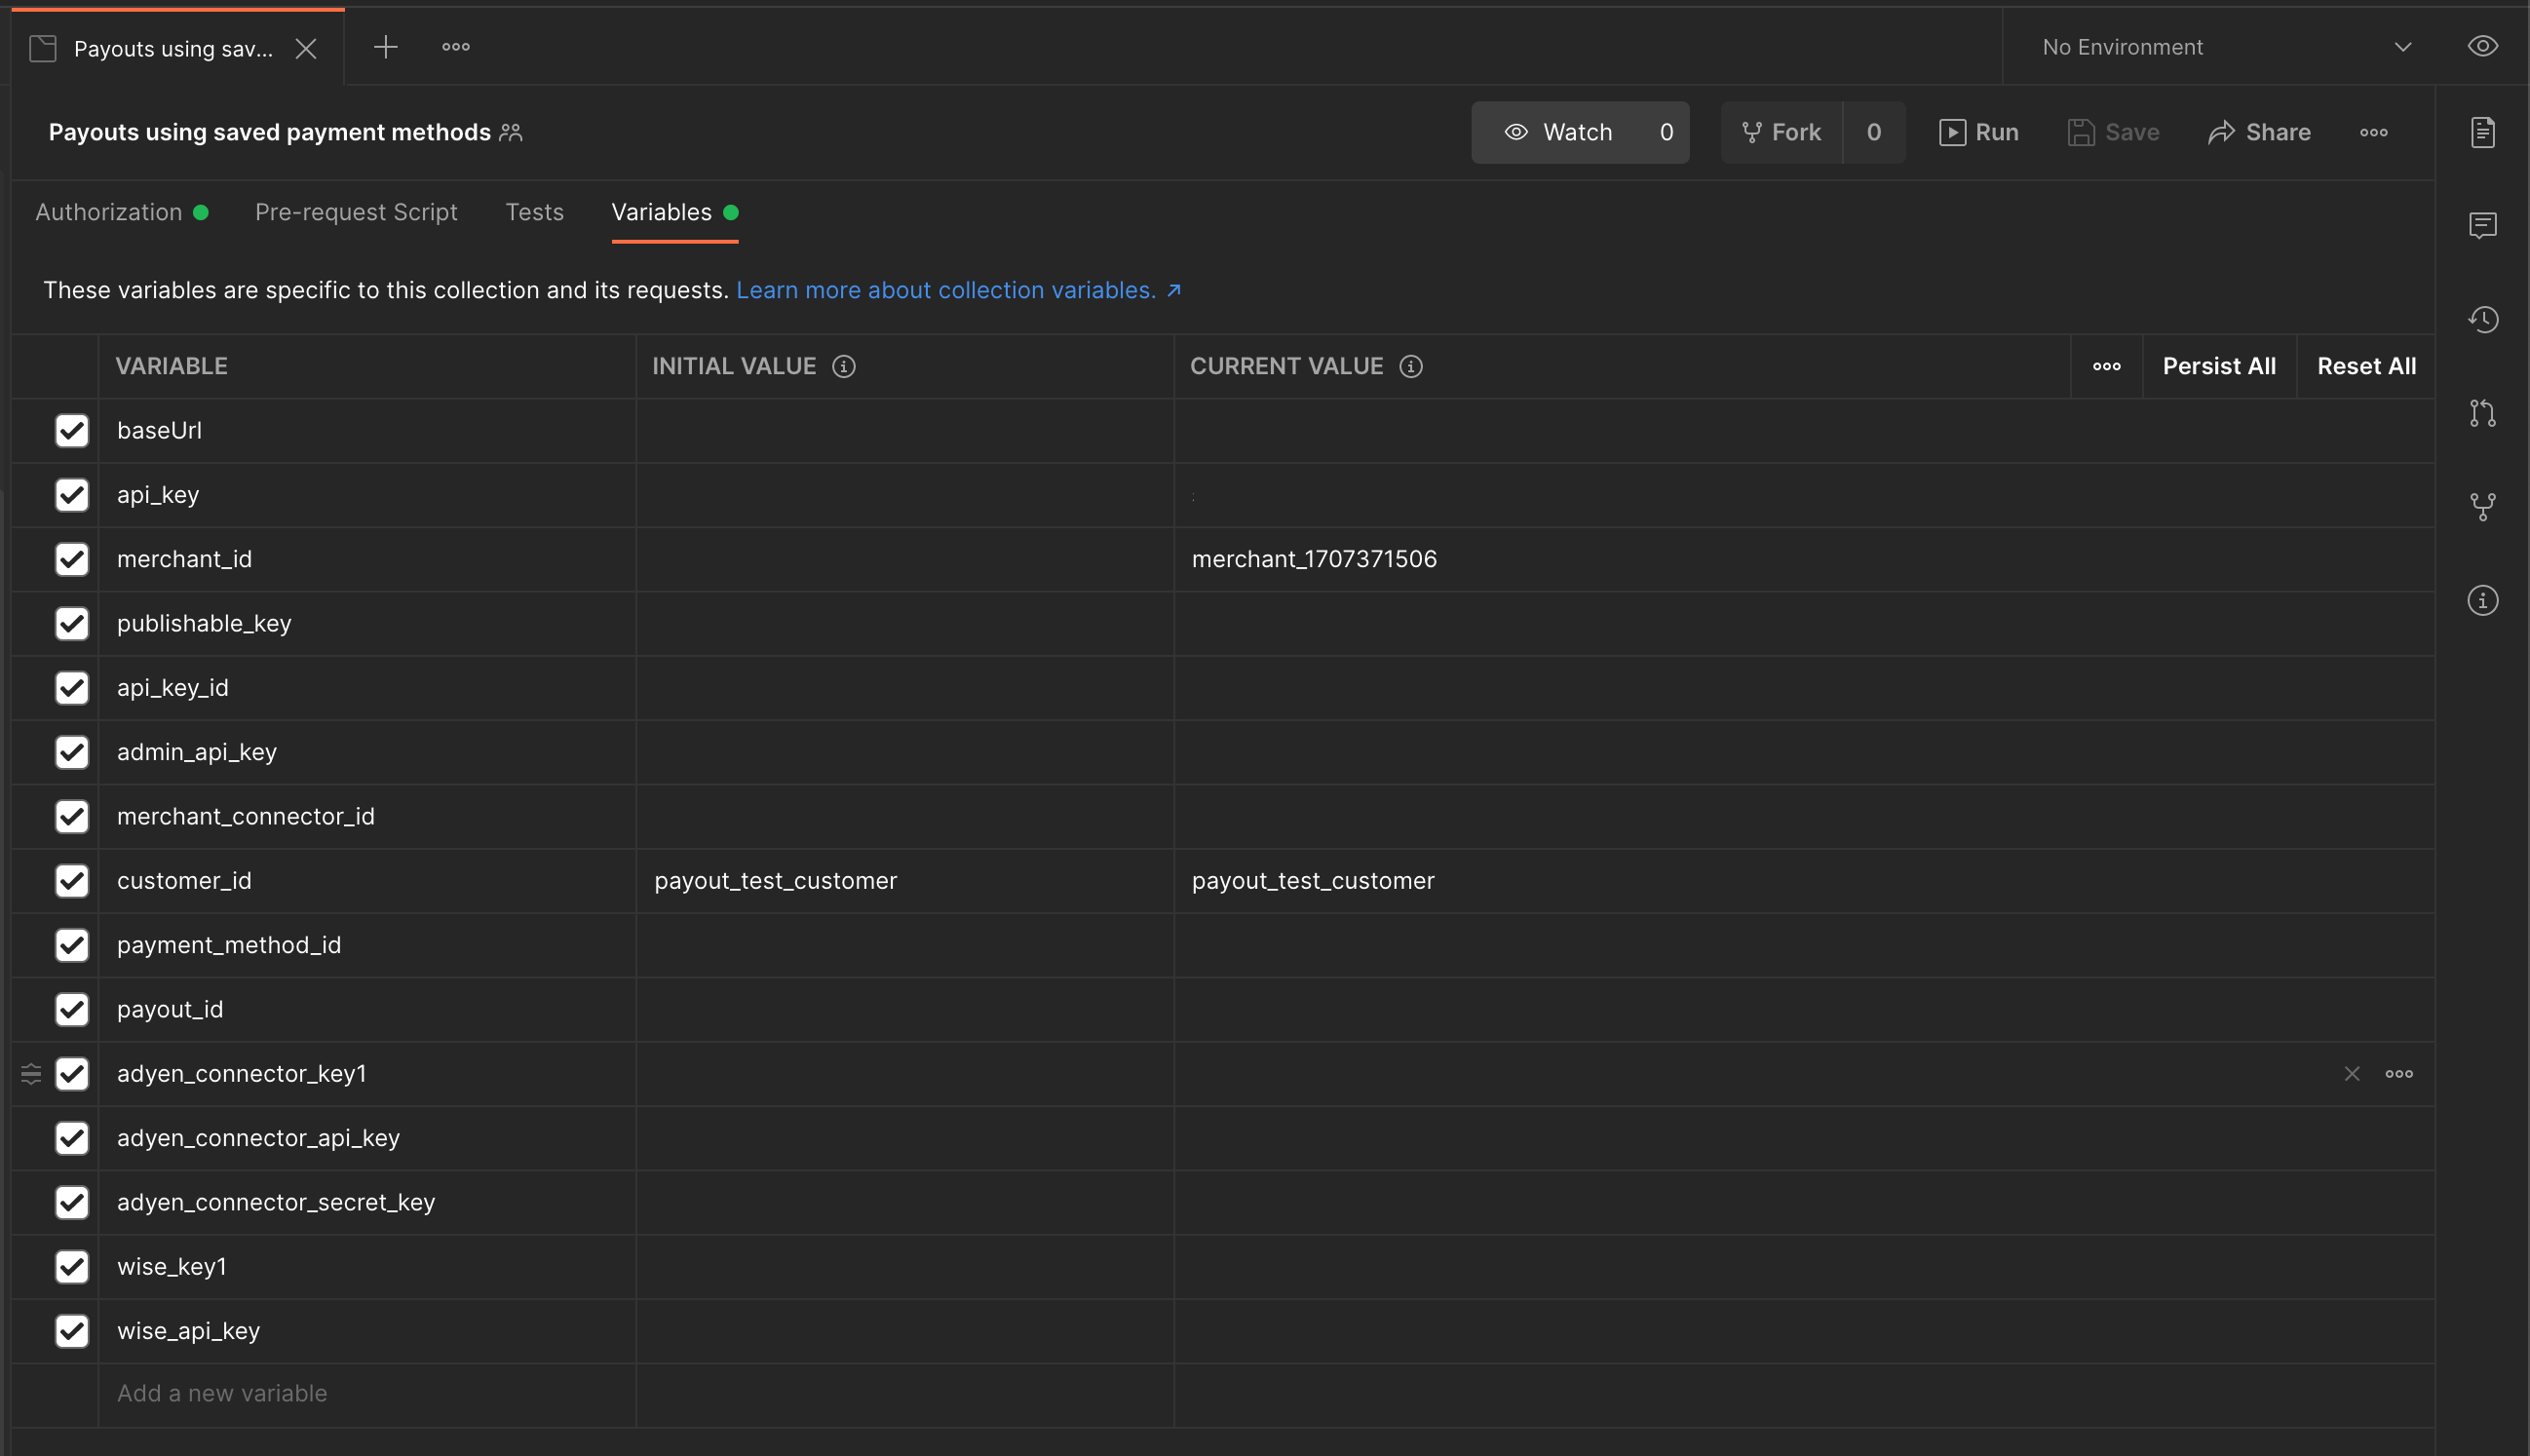 Payouts using sav...
No Environment
Payouts using saved payment methods
Watch 0
Fork 0
Run
Save
Share
Authorization
Pre-request Script
Tests
Variables
These variables are specific to this collection and its requests. Learn more about collection variables. ↗
VARIABLE INITIAL VALUE CURRENT VALUE Persist All Reset All
baseUrl
api_key
merchant_id merchant_1707371506
publishable_key
api_key_id
admin_api_key
merchant_connector_id
customer_id payout_test_customer payout_test_customer
payment_method_id
payout_id
adyen_connector_key1
adyen_connector_api_key
adyen_connector_secret_key
wise_key1
wise_api_key
Add a new variable